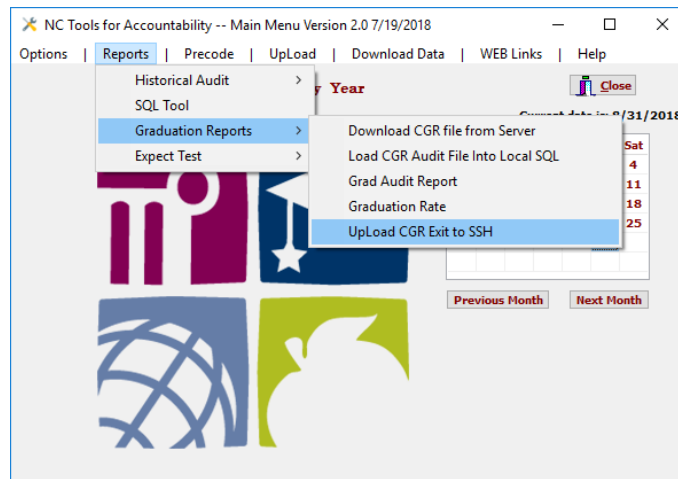 NC Tools for Accountability -- Main Menu Version 2.0 7/19/2018
Options | Reports | Precode | UpLoad | Download Data | WEB Links | Help
Historical Audit > y Year Close
SQL Tool
8/31/2018
Graduation Reports > Download CGR file from Server Sat
Expect Test > Load CGR Audit File Into Local SQL 4
Grad Audit Report 11
Graduation Rate 18
UpLoad CGR Exit to SSH 25
Previous Month Next Month